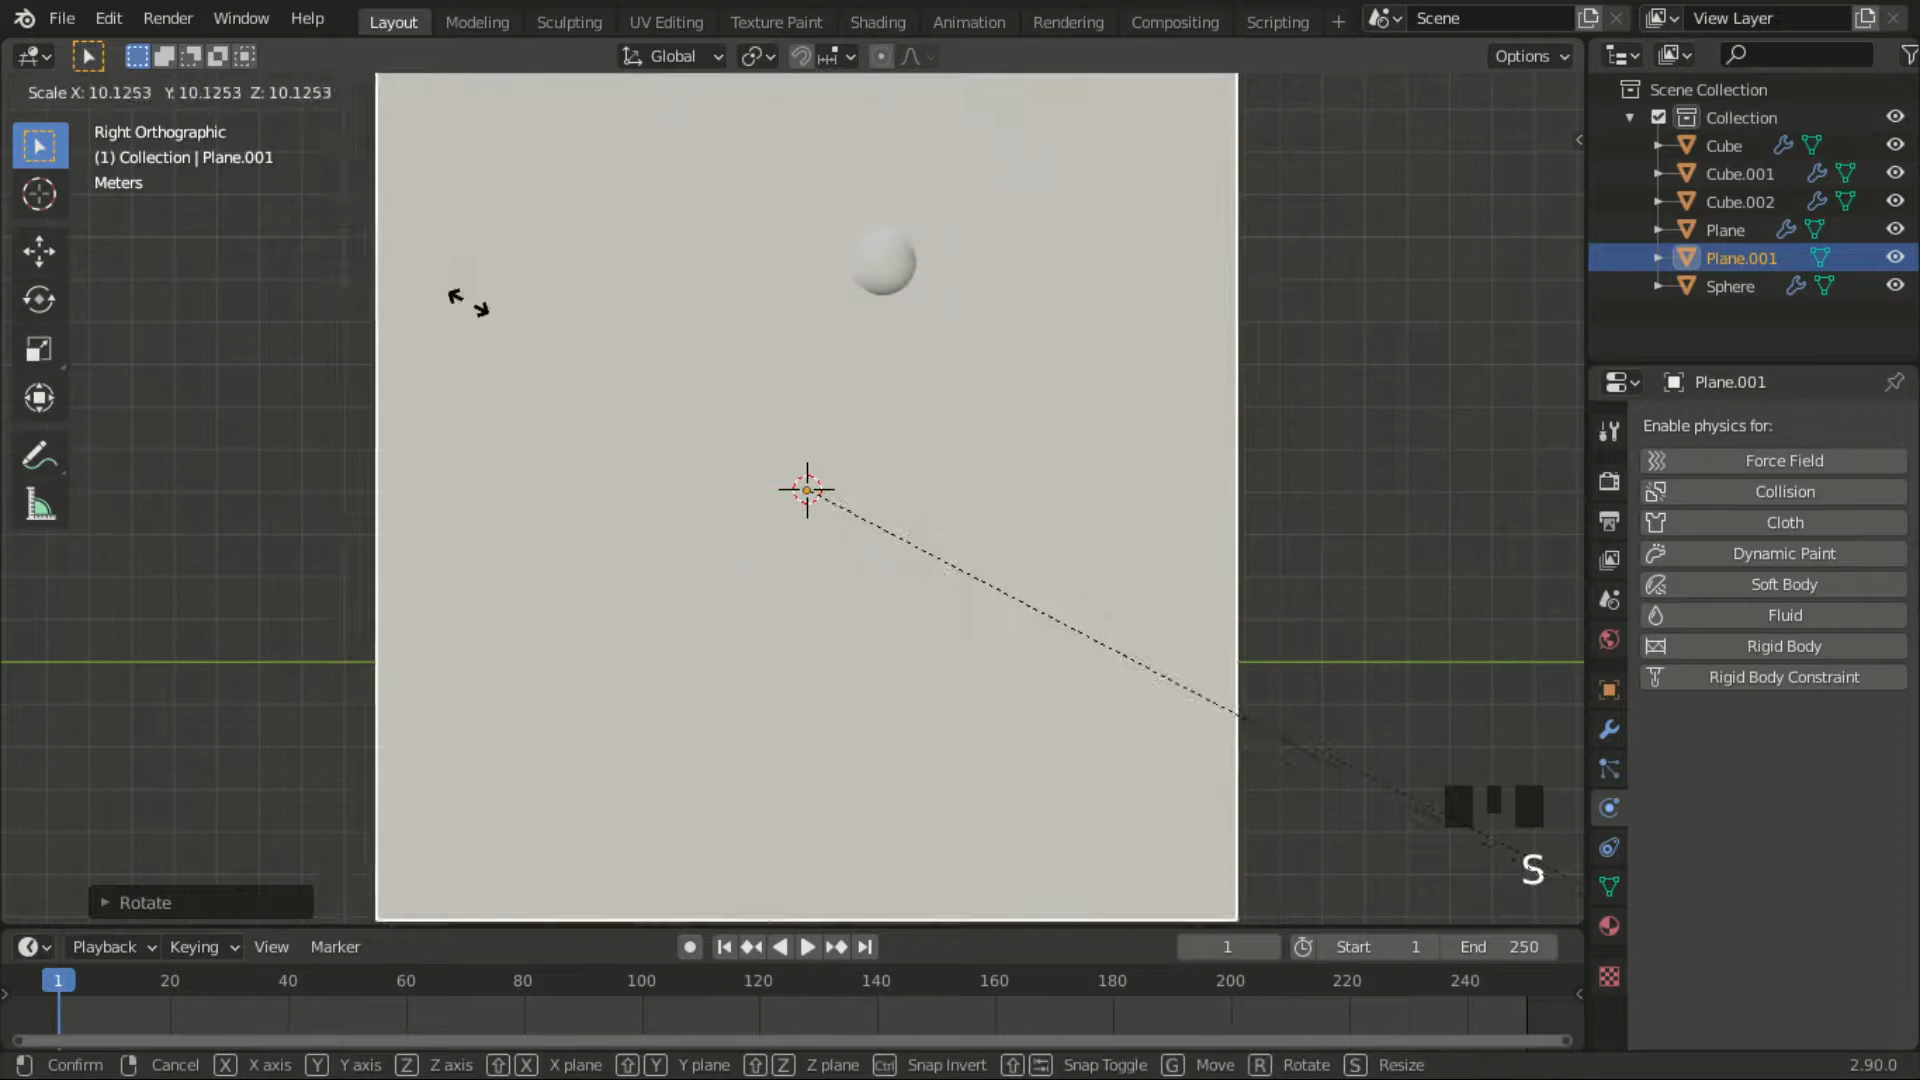 File Edit Render Window Help Layout Modeling Sculpting UV Editing Texture Paint Shading Animation Rendering Compositing Scripting + Scene View Layer
Global Options
Scale X: 10.1253 Y: 10.1253 Z: 10.1253
Right Orthographic
(1) Collection | Plane.001
Meters
Scene Collection
Collection
Cube
Cube.001
Cube.002
Plane
Plane.001
Sphere
Plane.001
Enable physics for:
Force Field
Collision
Cloth
Dynamic Paint
Soft Body
Fluid
Rigid Body
Rigid Body Constraint
S
Rotate
Playback Keying View Marker 1 Start 1 End 250
1 20 40 60 80 100 120 140 160 180 200 220 240
Confirm Cancel X X axis Y Y axis Z Z axis X X plane Y Y plane Z Z plane Ctrl Snap Invert Snap Toggle G Move R Rotate S Resize 2.90.0